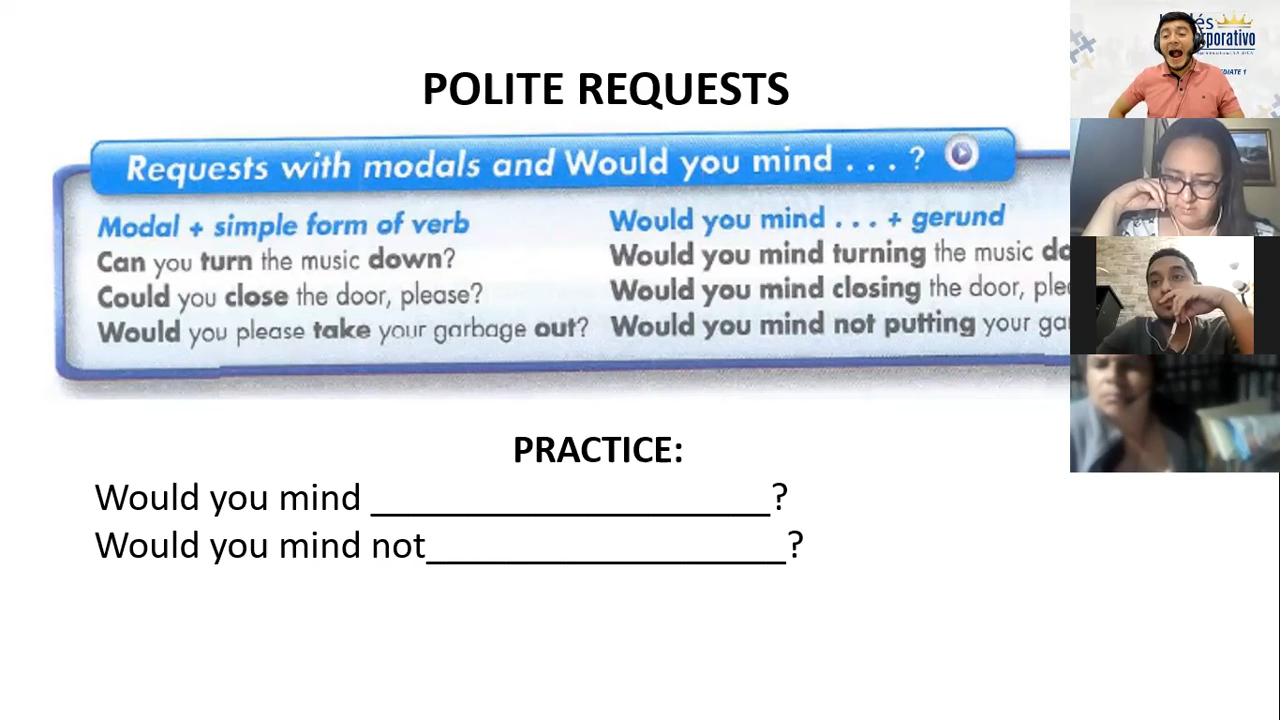 POLITE REQUESTS
Requests with modals and Would you mind . . . ?
Modal + simple form of verb
Can you turn the music down?
Could you close the door, please?
Would you please take your garbage out?
Would you mind . . . + gerund
Would you mind turning the music
Would you mind closing the door,
Would you mind not putting your
PRACTICE:
Would you mind ____________________?
Would you mind not__________________?